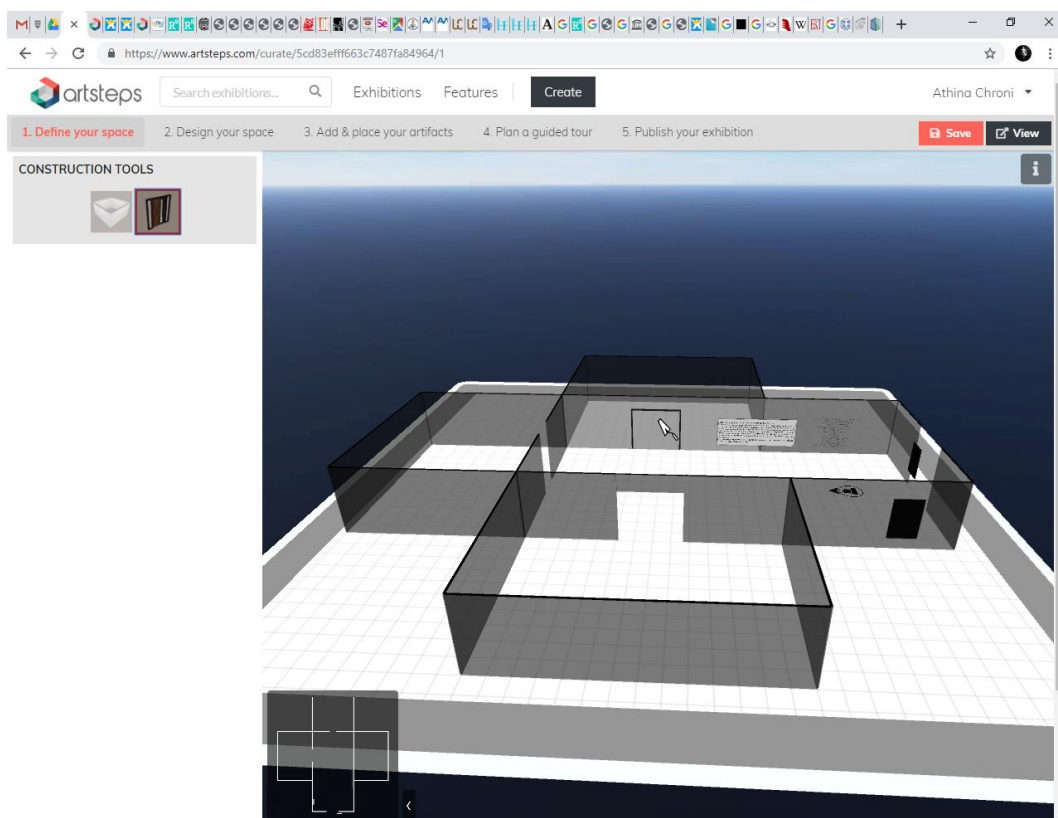 https://www.artsteps.com/curate/5cd83efff663c7487fa84964/1
artsteps
Search exhibitions...
Exhibitions
Features
Create
Athina Chroni
1. Define your space
2. Design your space
3. Add & place your artifacts
4. Plan a guided tour
5. Publish your exhibition
Save
View
CONSTRUCTION TOOLS
i